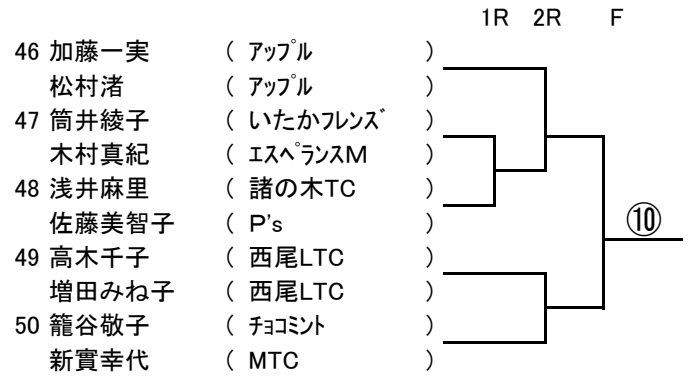 1R 2R F
46 加藤一実 ( アップル )
松村渚 ( アップル )
47 筒井綾子 ( いたかフレンズ )
木村真紀 ( エスペランスM )
48 浅井麻里 ( 諸の木TC )
佐藤美智子 ( P's )
⑩
49 高木千子 ( 西尾LTC )
増田みね子 ( 西尾LTC )
50 籠谷敬子 ( チョコミント )
新實幸代 ( MTC )